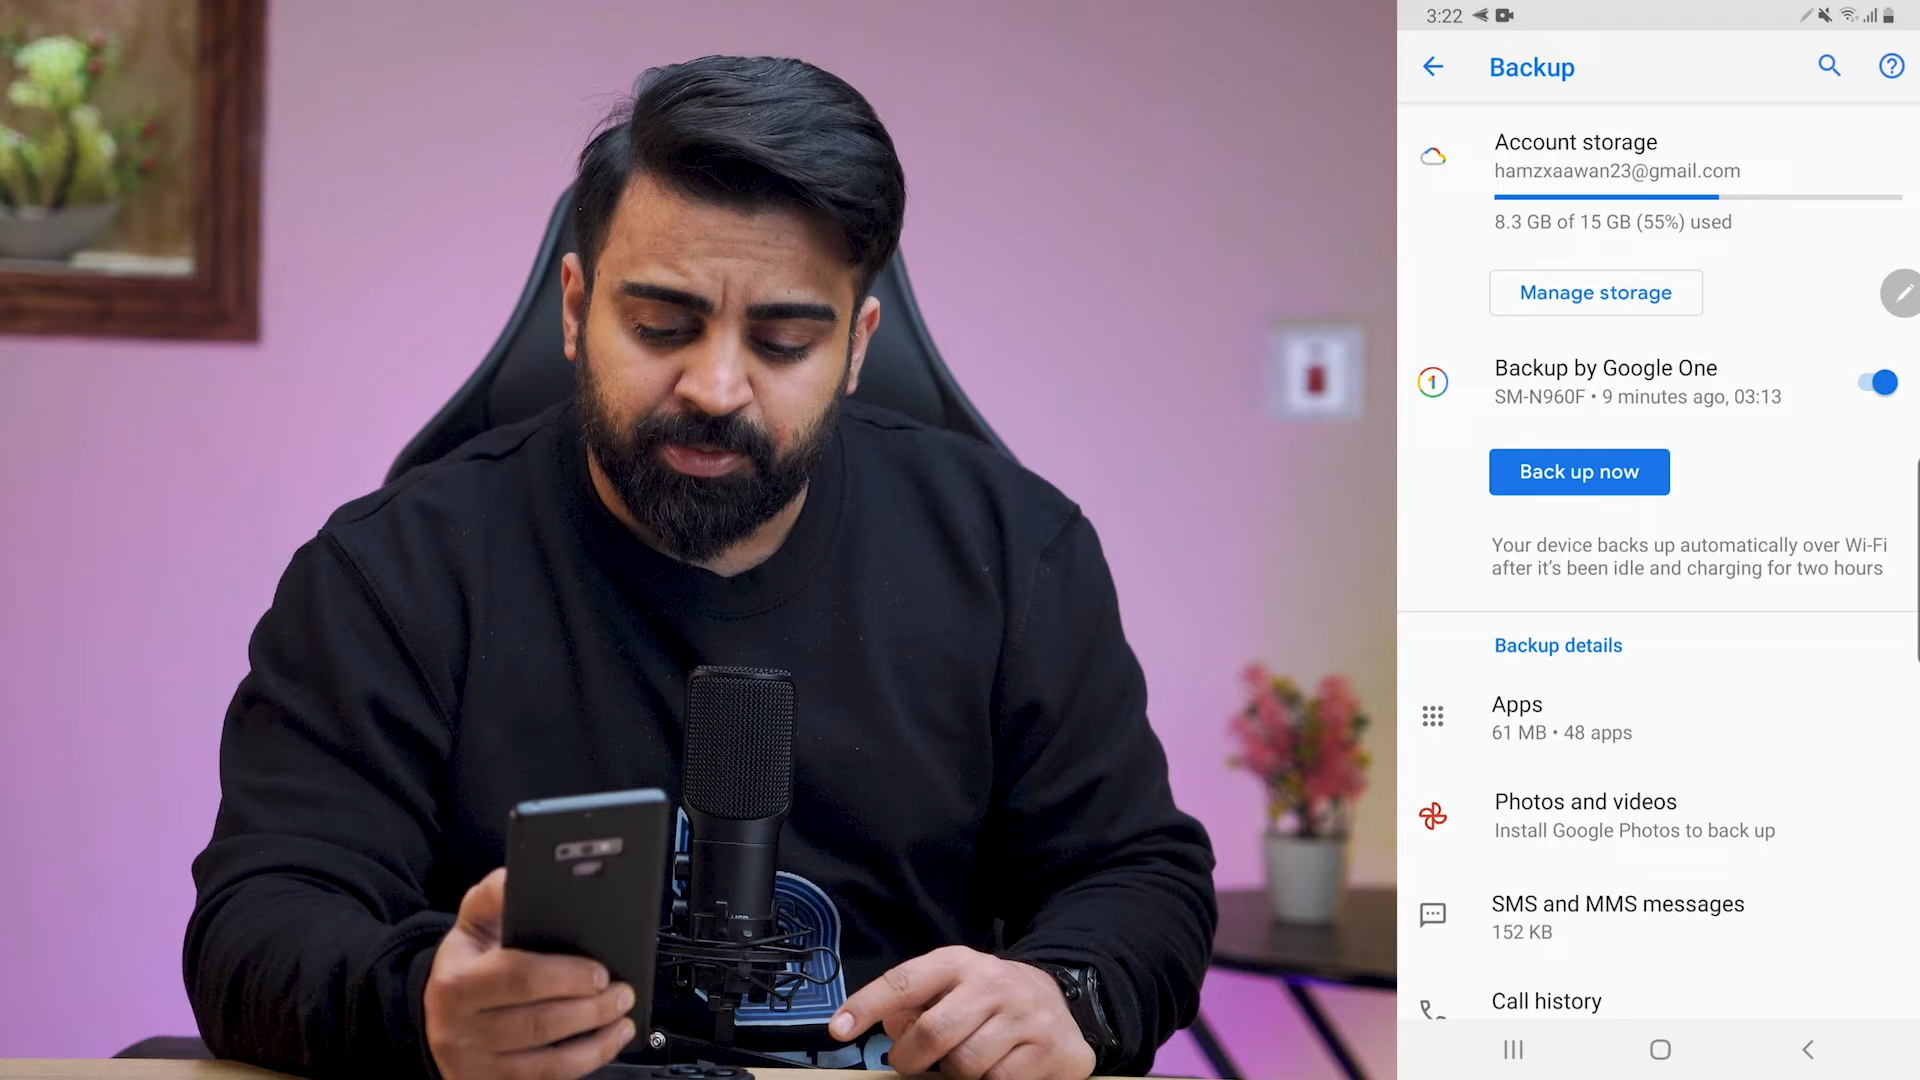 3:22
Backup
Account storage
hamzxaawan23@gmail.com
8.3 GB of 15 GB (55%) used
Manage storage
1
Backup by Google One
SM-N960F • 9 minutes ago, 03:13
Back up now
Your device backs up automatically over Wi-Fi
after it's been idle and charging for two hours
Backup details
Apps
61 MB • 48 apps
Photos and videos
Install Google Photos to back up
SMS and MMS messages
152 KB
Call history